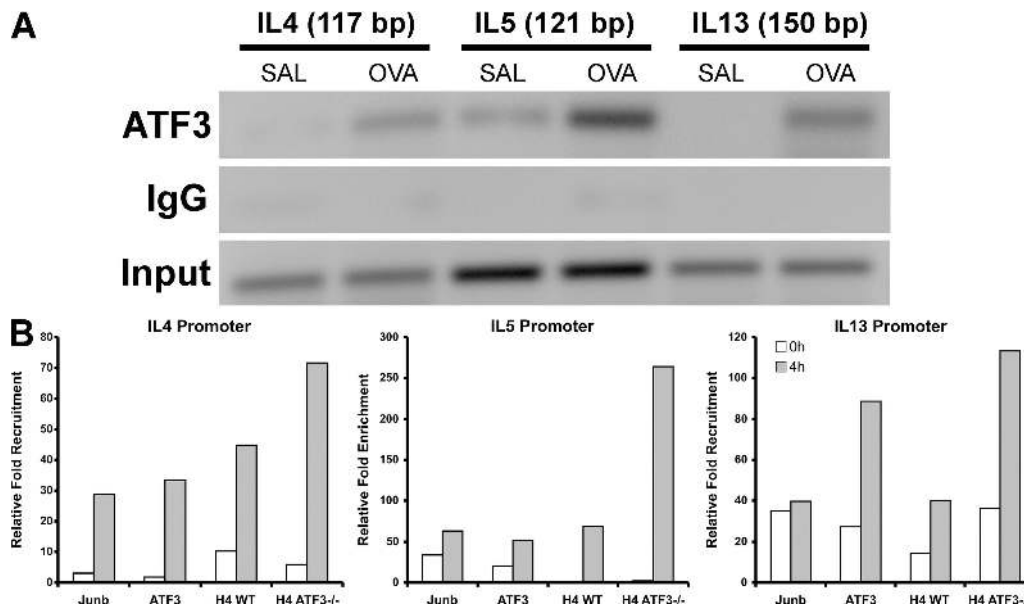 A
IL4 (117 bp) IL5 (121 bp) IL13 (150 bp)
SAL OVA SAL OVA SAL OVA
ATF3
IgG
Input
B
IL4 Promoter
Relative Fold Recruitment
80
70
60
50
40
30
20
10
0
Junb ATF3 H4 WT H4 ATF3-/-
IL5 Promoter
Relative Fold Enrichment
300
250
200
150
100
50
0
Junb ATF3 H4 WT H4 ATF3-/-
IL13 Promoter
Relative Fold Recruitment
120
100
80
60
40
20
0
0h
4h
Junb ATF3 H4 WT H4 ATF3-/-